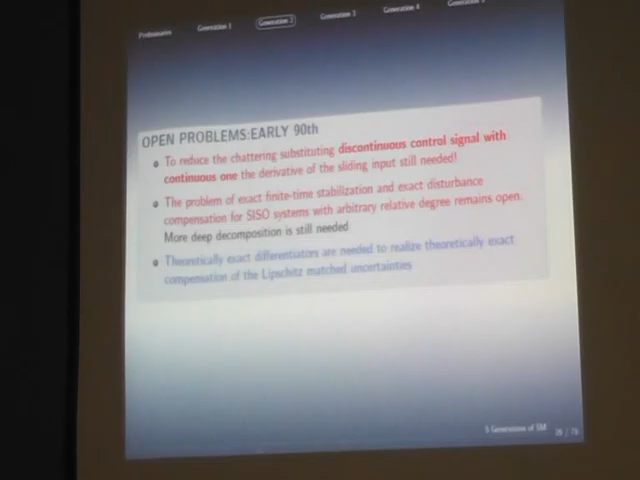 Preliminaries Generation 1 Generation 2 Generation 3 Generation 4 Generation
OPEN PROBLEMS:EARLY 90th
To reduce the chattering substituting discontinuous control signal with
continuous one the derivative of the sliding input still needed!
The problem of exact finite-time stabilization and exact disturbance
compensation for SISO systems with arbitrary relative degree remains open.
More deep decomposition is still needed
Theoretically exact differentiators are needed to realize theoretically exact
compensation of the Lipschitz matched uncertainties
5 Generations of SM